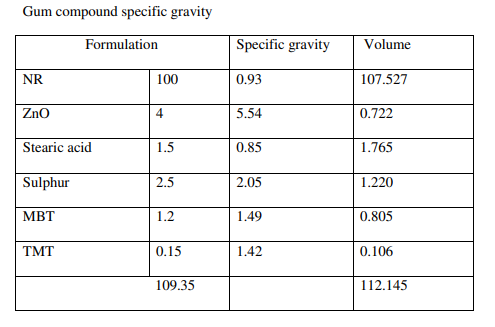 Gum compound specific gravity
Formulation Specific gravity Volume
NR 100 0.93 107.527
ZnO 4 5.54 0.722
Stearic acid 1.5 0.85 1.765
Sulphur 2.5 2.05 1.220
MBT 1.2 1.49 0.805
TMT 0.15 1.42 0.106
109.35 112.145